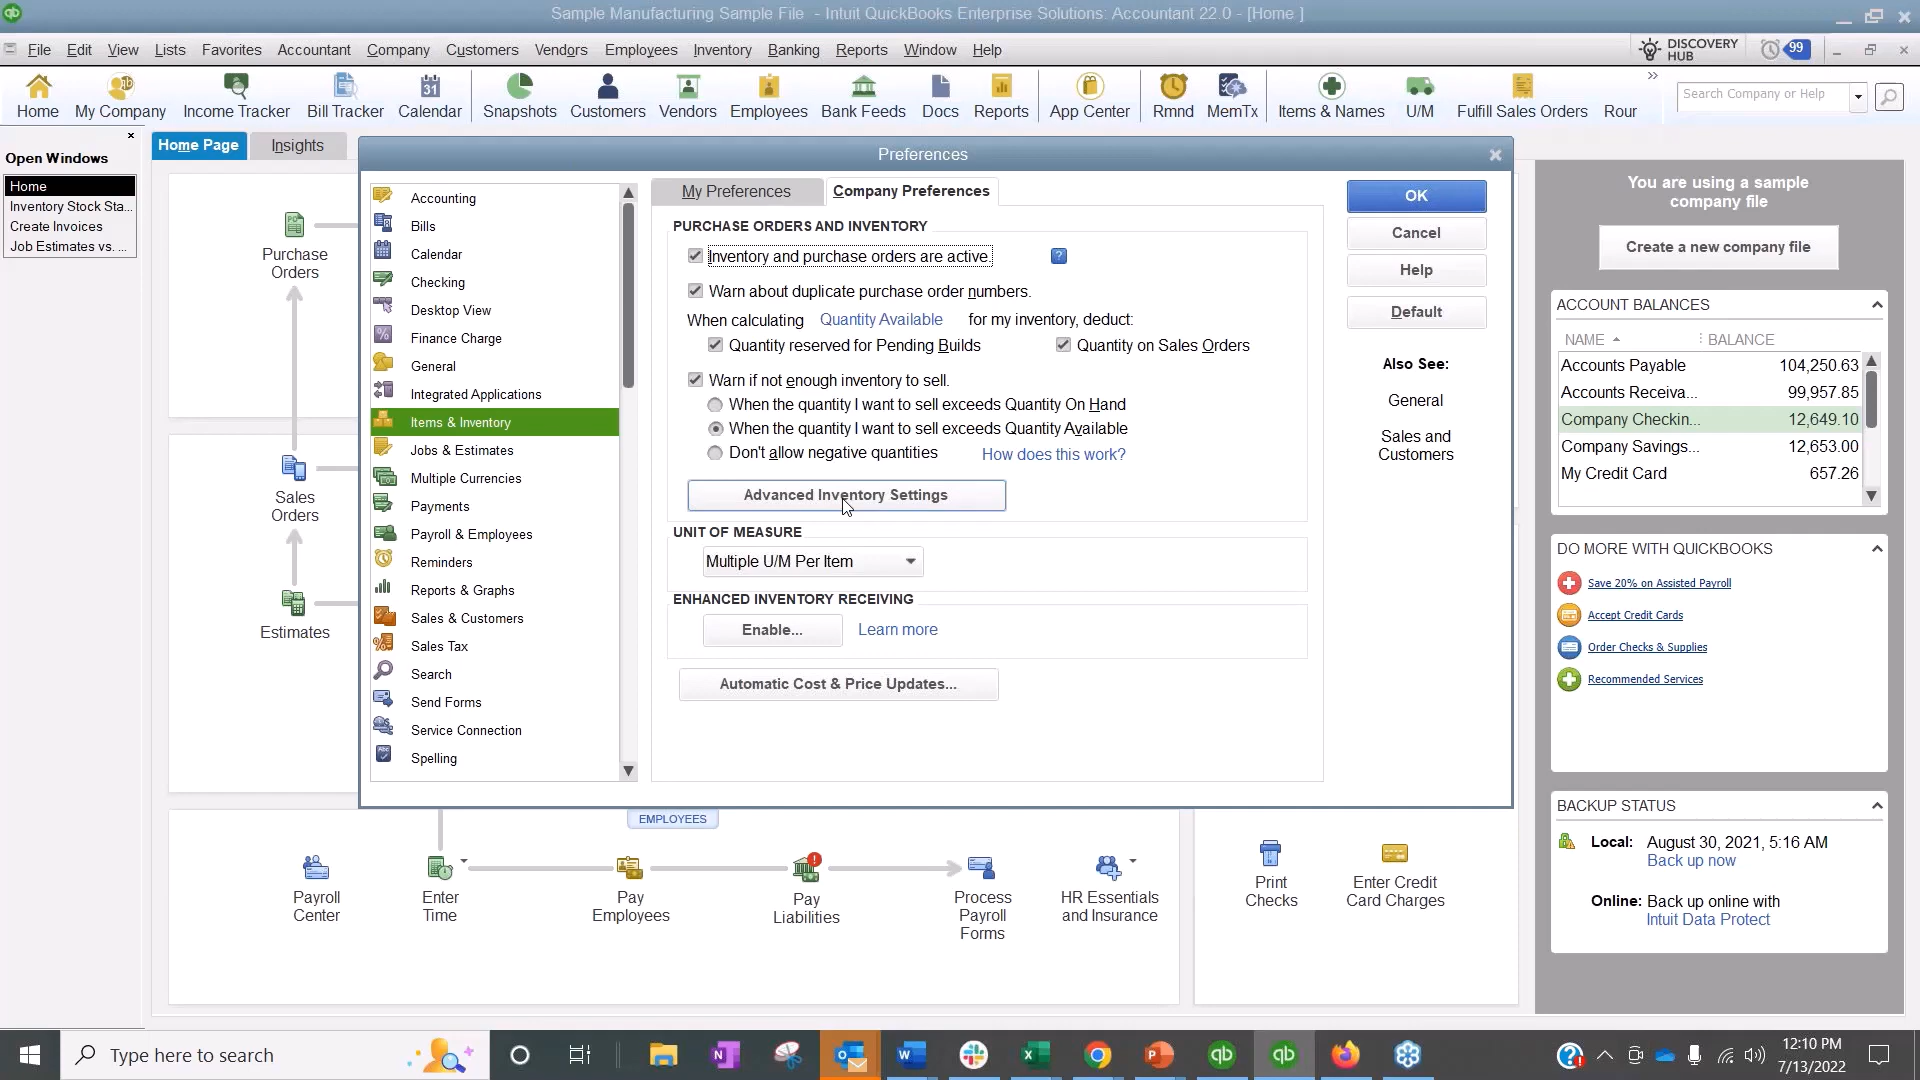 Sample Manufacturing Sample File - Intuit QuickBooks Enterprise Solutions: Accountant 22.0 - [Home ]
File Edit View Lists Favorites Accountant Company Customers Vendors Employees Inventory Banking Reports Window Help
DISCOVERY
HUB
99
Home My Company Income Tracker Bill Tracker Calendar Snapshots Customers Vendors Employees Bank Feeds Docs Reports App Center Rmnd MemTx Items & Names U/M Fulfill Sales Orders Rour
Search Company or Help
Open Windows
Home
Inventory Stock Sta...
Create Invoices
Job Estimates vs. ...
Home Page
Insights
Purchase
Orders
Sales
Orders
Estimates
Preferences
Accounting
Bills
Calendar
Checking
Desktop View
Finance Charge
General
Integrated Applications
Items & Inventory
Jobs & Estimates
Multiple Currencies
Payments
Payroll & Employees
Reminders
Reports & Graphs
Sales & Customers
Sales Tax
Search
Send Forms
Service Connection
Spelling
My Preferences
Company Preferences
PURCHASE ORDERS AND INVENTORY
Inventory and purchase orders are active.
?
Warn about duplicate purchase order numbers.
When calculating Quantity Available for my inventory, deduct:
Quantity reserved for Pending Builds
Quantity on Sales Orders
Warn if not enough inventory to sell.
When the quantity I want to sell exceeds Quantity On Hand
When the quantity I want to sell exceeds Quantity Available
Don't allow negative quantities
How does this work?
Advanced Inventory Settings
UNIT OF MEASURE
Multiple U/M Per Item
ENHANCED INVENTORY RECEIVING
Enable...
Learn more
Automatic Cost & Price Updates...
OK
Cancel
Help
Default
Also See:
General
Sales and
Customers
You are using a sample
company file
Create a new company file
ACCOUNT BALANCES
NAME
BALANCE
Accounts Payable 104,250.63
Accounts Receiva... 99,957.85
Company Checkin... 12,649.10
Company Savings... 12,653.00
My Credit Card 657.26
DO MORE WITH QUICKBOOKS
Save 20% on Assisted Payroll
Accept Credit Cards
Order Checks & Supplies
Recommended Services
BACKUP STATUS
Local: August 30, 2021, 5:16 AM
Back up now
Online: Back up online with
Intuit Data Protect
EMPLOYEES
Payroll
Center
Enter
Time
Pay
Employees
Pay
Liabilities
Process
Payroll
Forms
HR Essentials
and Insurance
Print
Checks
Enter Credit
Card Charges
Type here to search
12:10 PM
7/13/2022